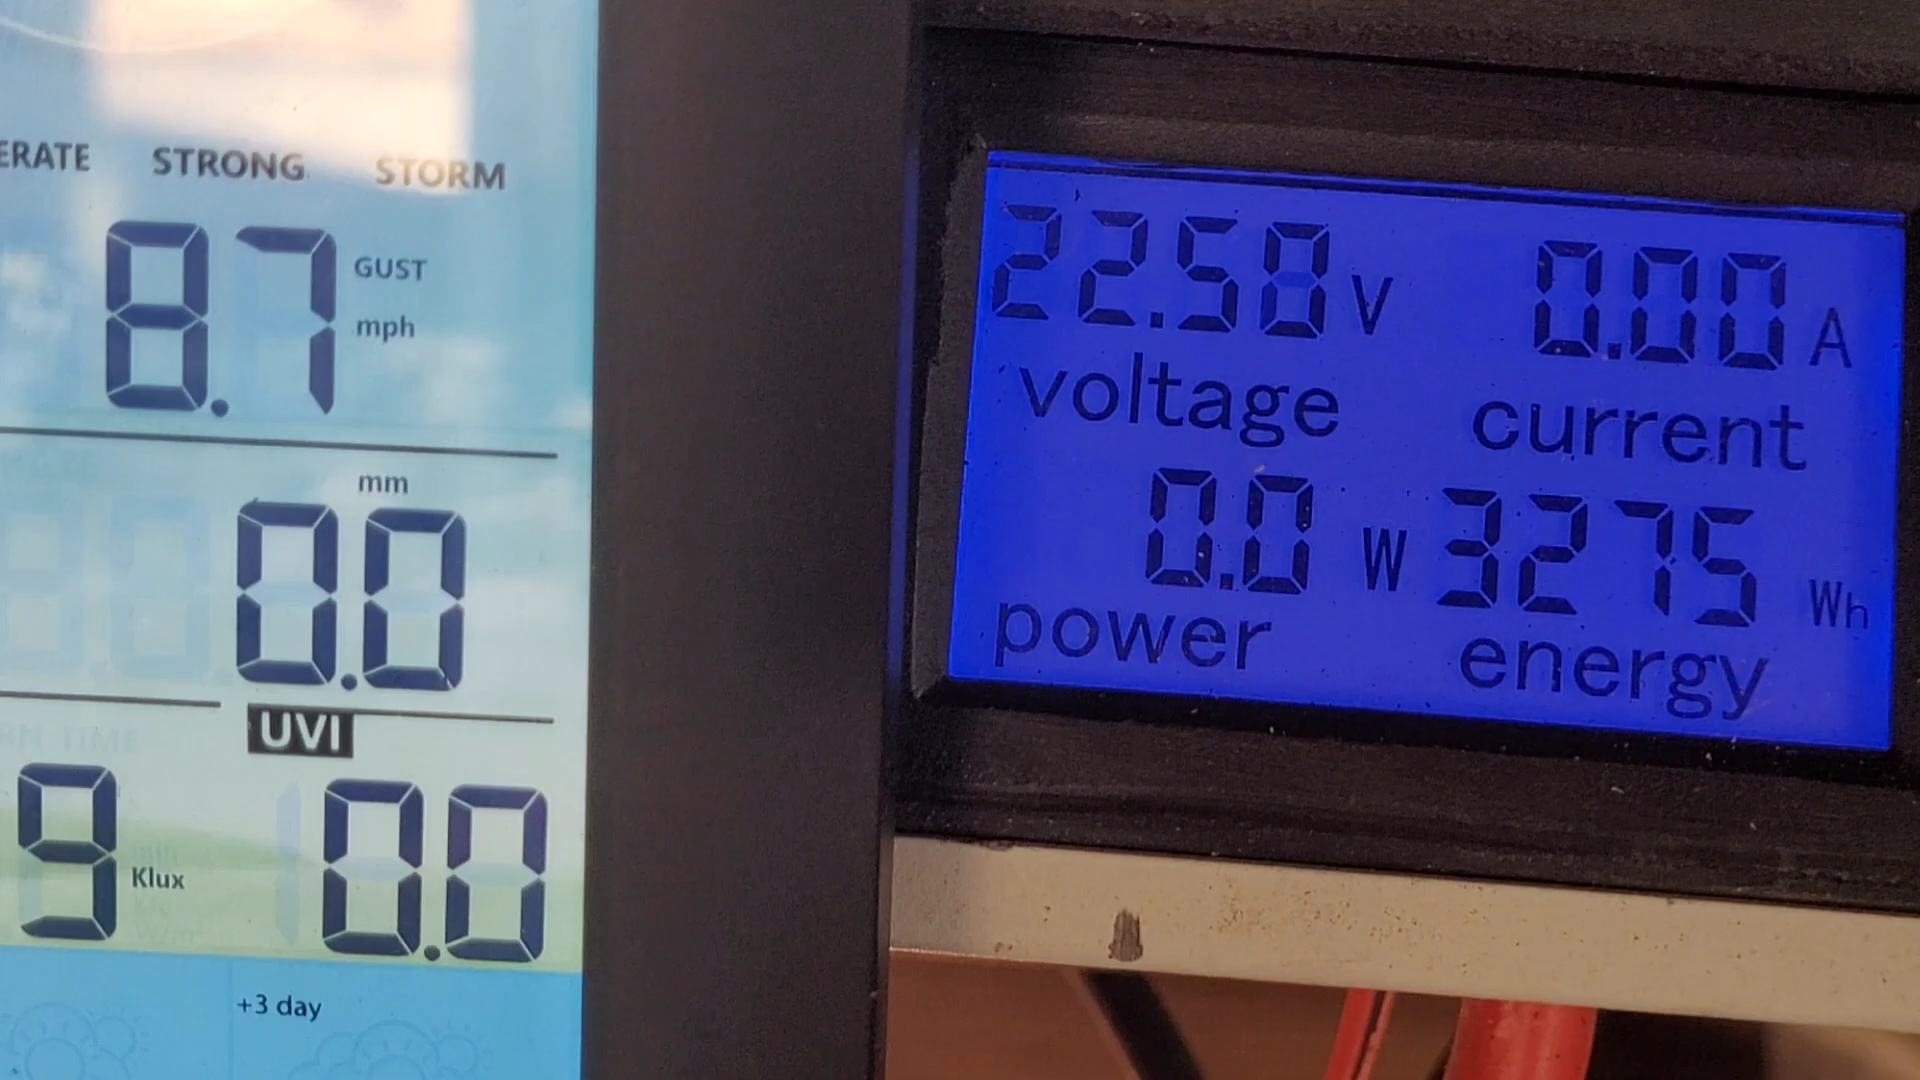 ERATE STRONG STORM
8.7 GUST
mph
mm
0.0
UVI
9 Klux 0.0
+3 day
22.50 V 0.00 A
voltage current
0.0 W 3275 Wh
power energy